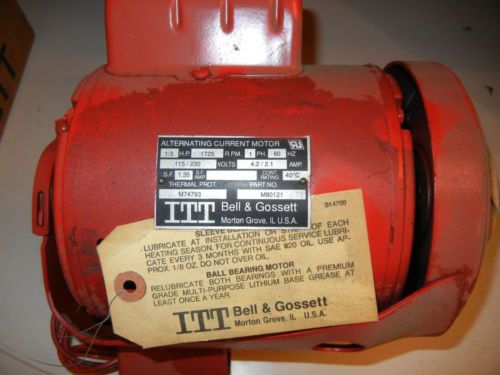 ALTERNATING CURRENT MOTOR
1/3 H.P. 1725 R.P.M. 1 PH 60 HZ
115/230 VOLTS 4.2/2.1 AMP.
S.F. 1.35 S.F. AMP CONT. RATING 40°C
THERMAL PROT. PART NO.
M74793 M80121
ITT Bell & Gossett
Morton Grove, IL U.S.A.
914700
SLEEVE
LUBRICATE AT INSTALLATION OR START OF EACH
HEATING SEASON. FOR CONTINUOUS SERVICE LUBRI-
CATE EVERY 3 MONTHS WITH SAE #20 OIL. USE AP-
PROX. 1/8 OZ. DO NOT OVER OIL.
BALL BEARING MOTOR
RELUBRICATE BOTH BEARINGS WITH A PREMIUM
GRADE MULTI-PURPOSE LITHIUM BASE GREASE AT
LEAST ONCE A YEAR.
ITT Bell & Gossett
Morton Grove, IL U.S.A.